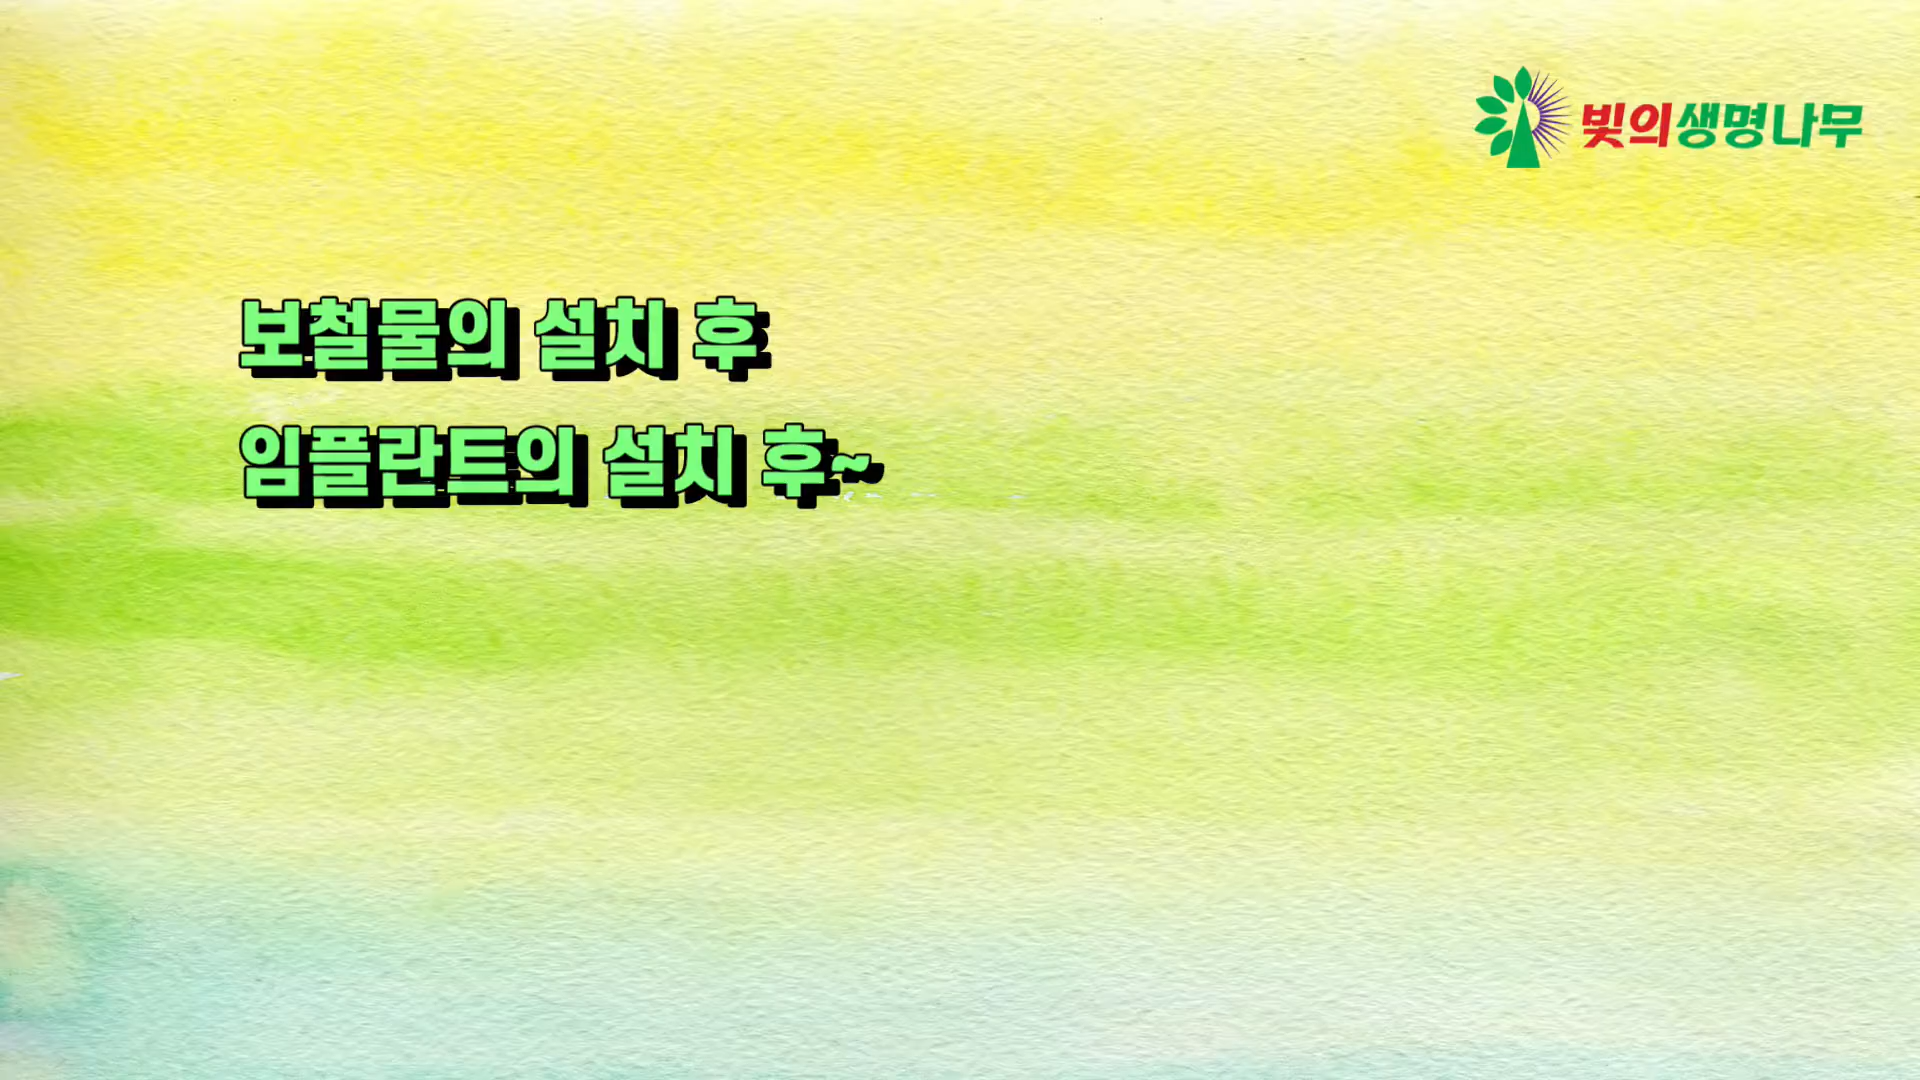 빛의생명나무
보철물의 설치 후
임플란트의 설치 후~